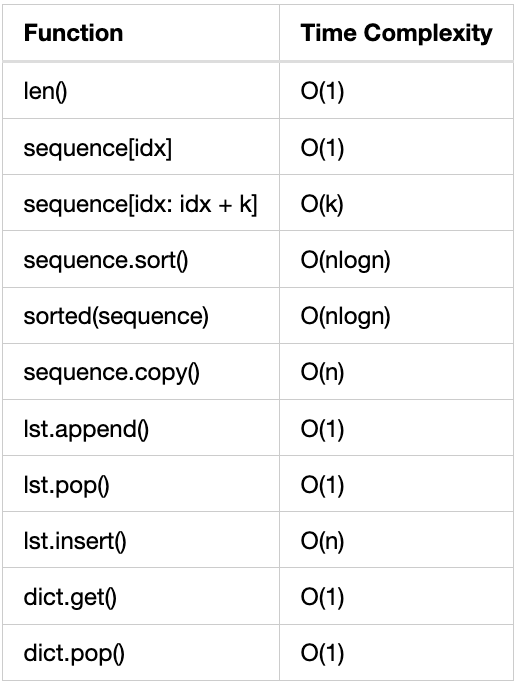 Function Time Complexity
len() O(1)
sequence[idx] O(1)
sequence[idx: idx + k] O(k)
sequence.sort() O(nlogn)
sorted(sequence) O(nlogn)
sequence.copy() O(n)
lst.append() O(1)
lst.pop() O(1)
lst.insert() O(n)
dict.get() O(1)
dict.pop() O(1)